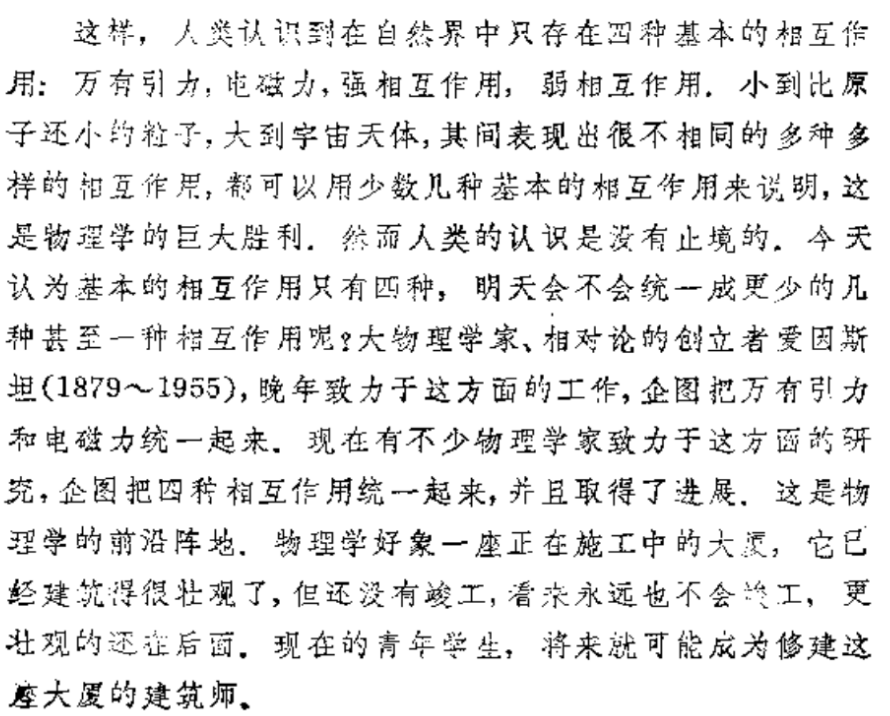 这样，人类认识到在自然界中只存在四种基本的相互作
用：万有引力，电磁力，强相互作用，弱相互作用．小到比原
子还小的粒子，大到宇宙天体，其间表现出很不相同的多种多
样的相互作用，都可以用少数几种基本的相互作用来说明，这
是物理学的巨大胜利．然而人类的认识是没有止境的．今天
认为基本的相互作用只有四种，明天会不会统一成更少的几
种甚至一种相互作用呢？大物理学家、相对论的创立者爱因斯
坦(1879～1955)，晚年致力于这方面的工作，企图把万有引力
和电磁力统一起来．现在有不少物理学家致力于这方面的研
究，企图把四种相互作用统一起来，并且取得了进展．这是物
理学的前沿阵地．物理学好象一座正在施工中的大厦，它已
经建筑得很壮观了，但还没有竣工，看来永远也不会竣工，更
壮观的还在后面．现在的青年学生，将来就可能成为修建这
座大厦的建筑师．